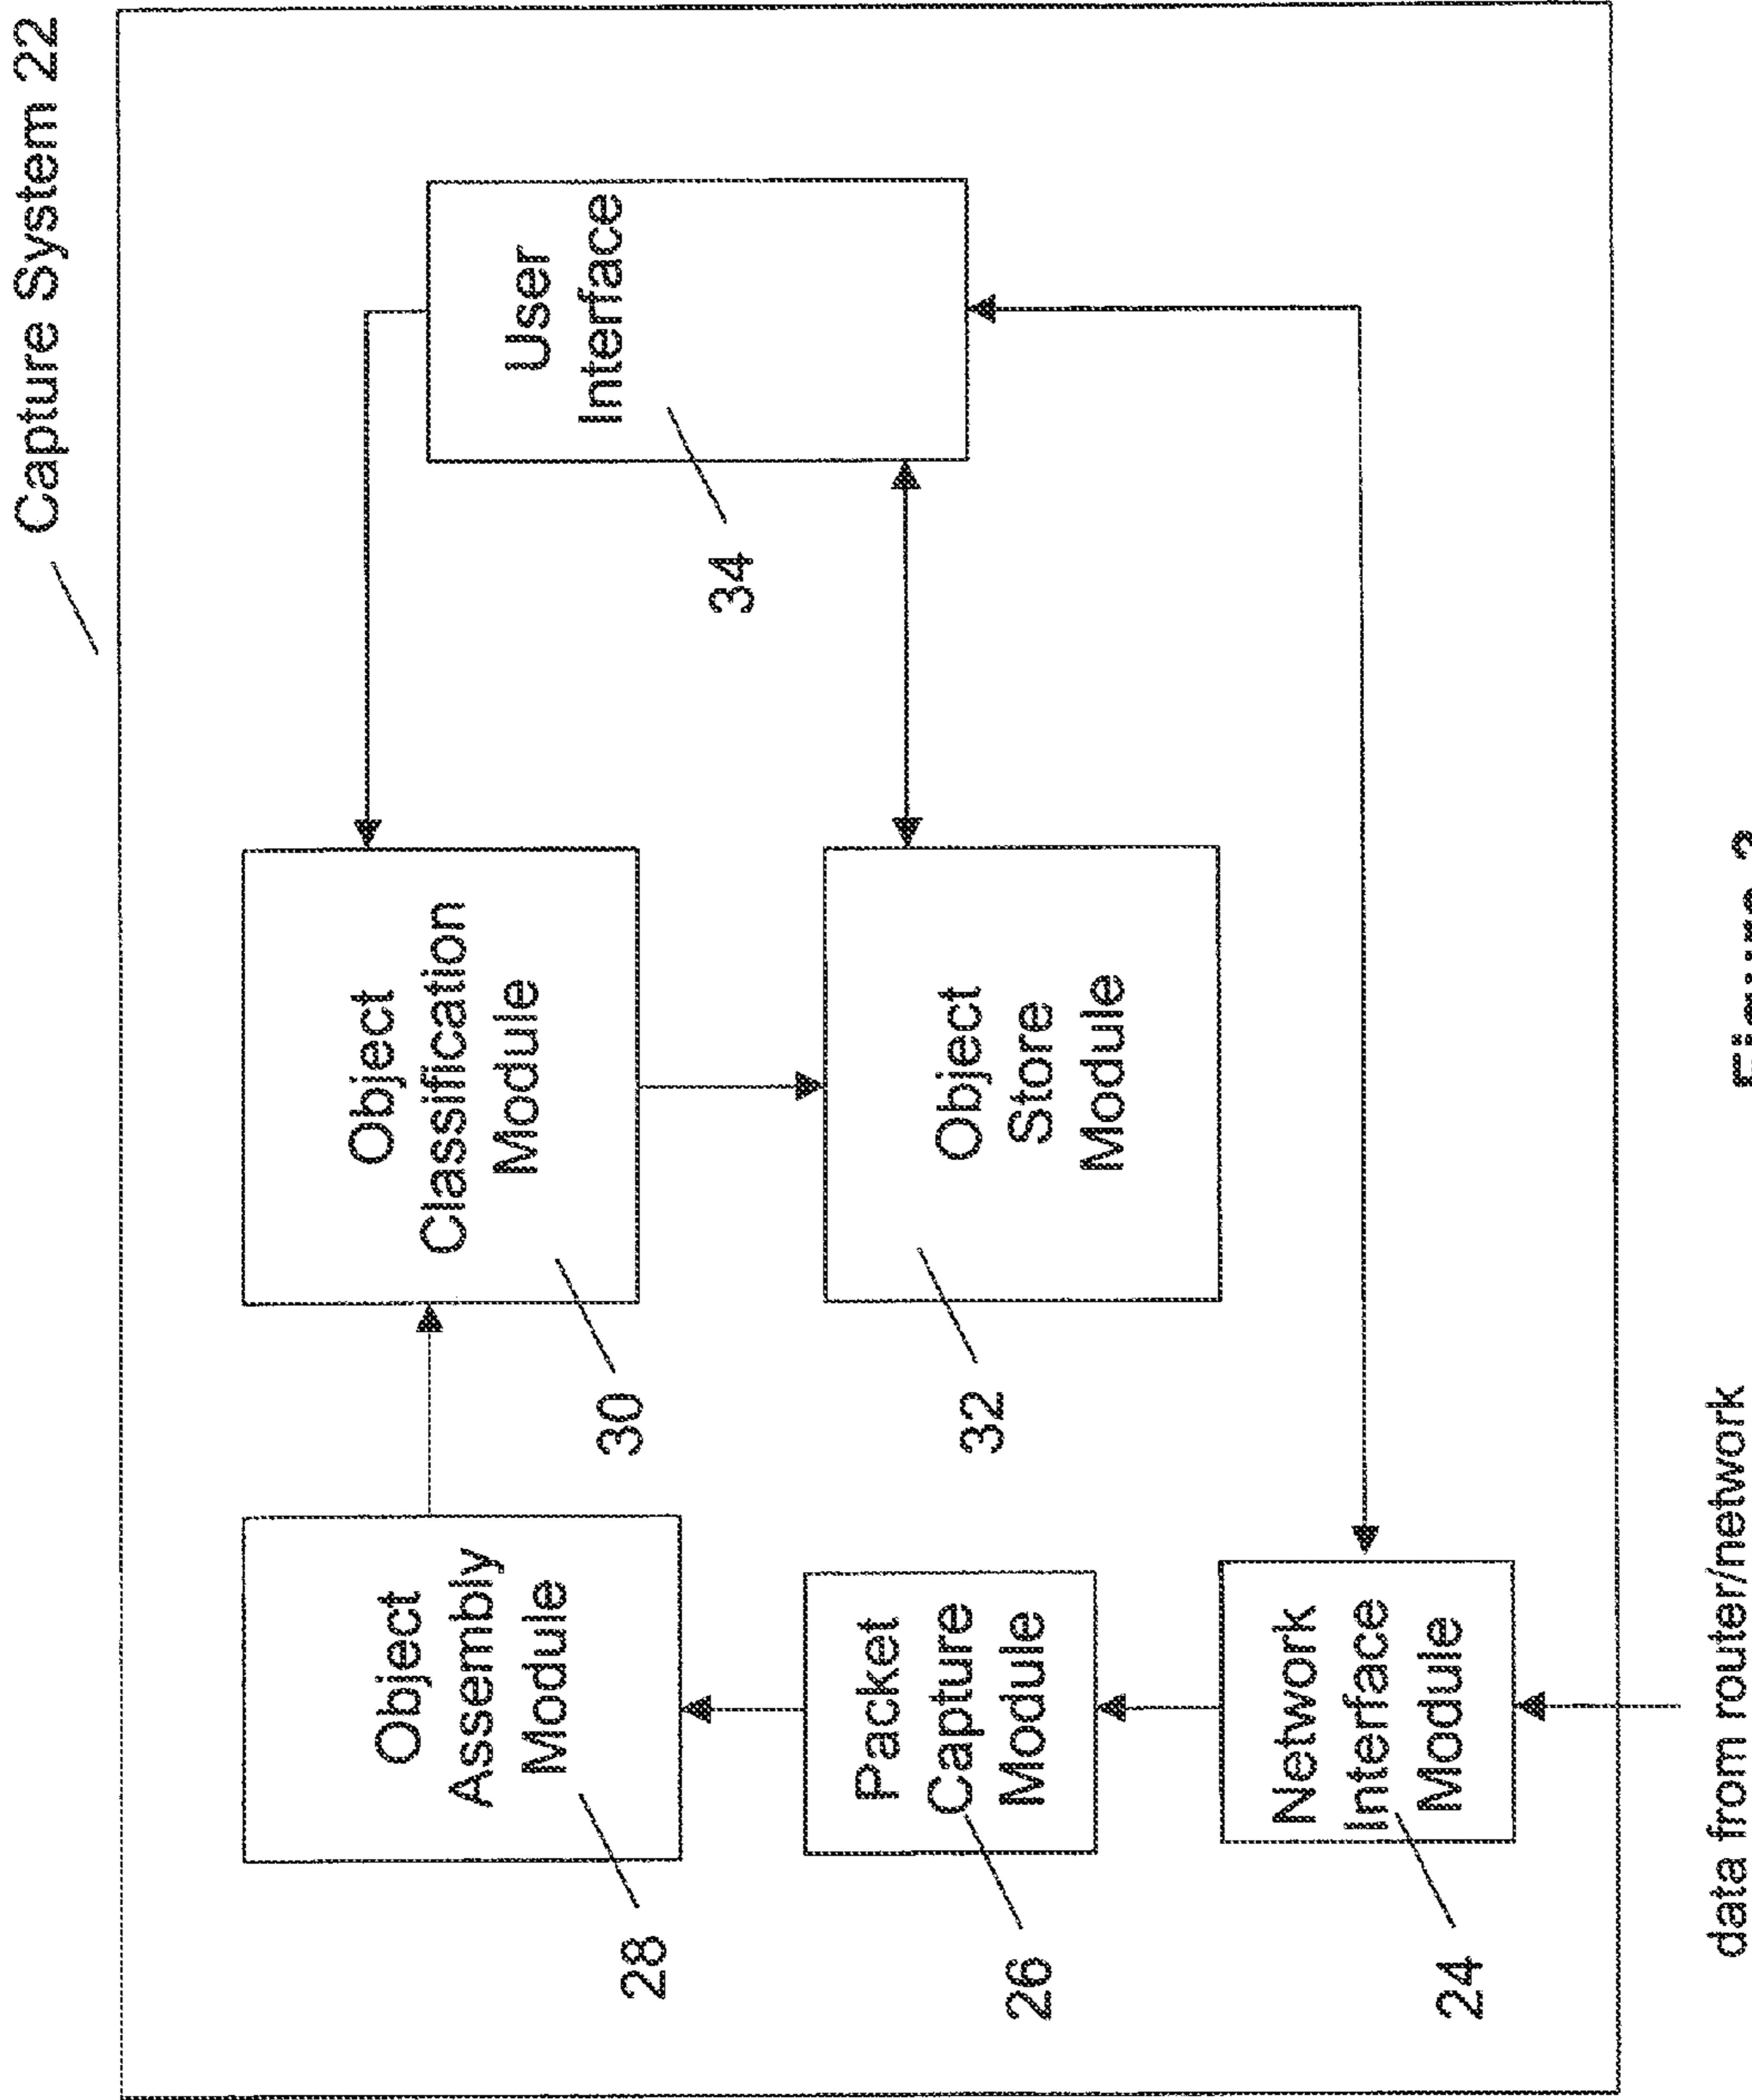 Capture System 22
Object
Assembly
Module
28
Object
Classification
Module
30
User
Interface
34
Packet
Capture
Module
26
Object
Store
Module
32
Network
Interface
Module
24
data from router/network
Figure